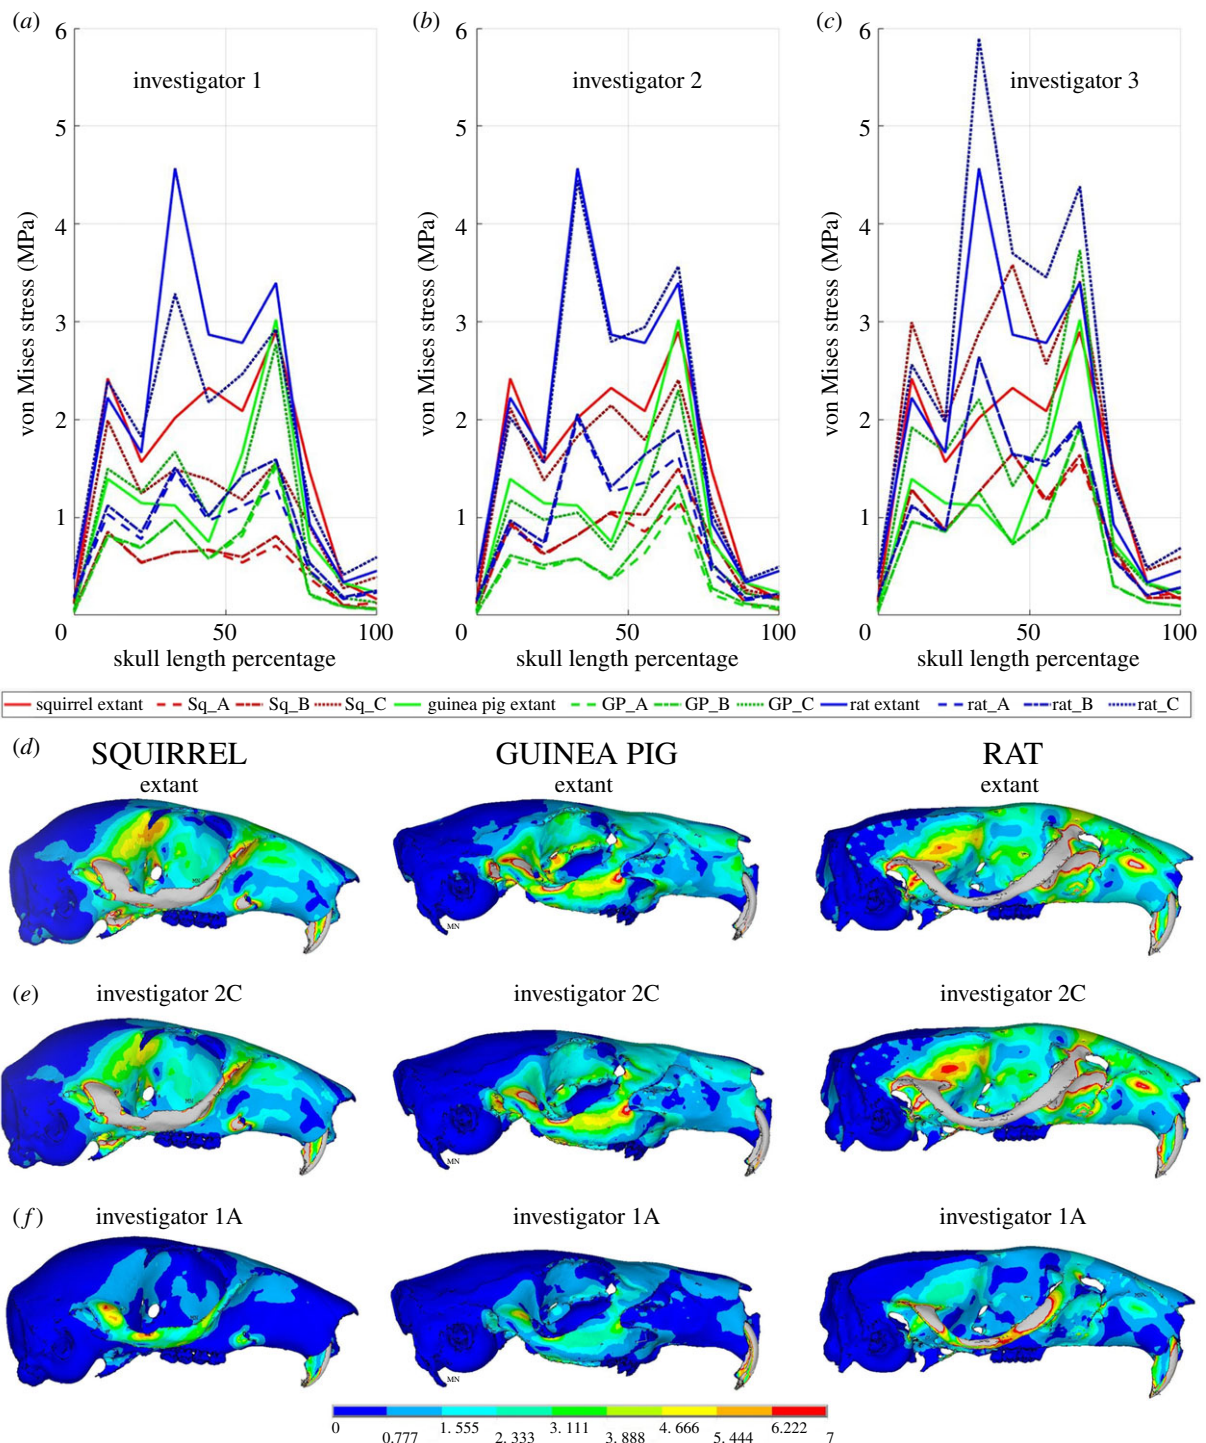 (a) (b) (c)
6 6 6
investigator 1 investigator 2 investigator 3
5 5 5
4 4 4
3 3 3
2 2 2
1 1 1
von Mises stress (MPa) von Mises stress (MPa) von Mises stress (MPa)
0 50 100 0 50 100 0 50 100
skull length percentage skull length percentage skull length percentage
squirrel extant Sq_A Sq_B Sq_C guinea pig extant GP_A GP_B GP_C rat extant rat_A rat_B rat_C
(d) SQUIRREL GUINEA PIG RAT
extant extant extant
MN
(e) investigator 2C investigator 2C investigator 2C
MN
(f) investigator 1A investigator 1A investigator 1A
MN
0 1. 555 3. 111 4. 666 6.222
0.777 2. 333 3. 888 5. 444 7